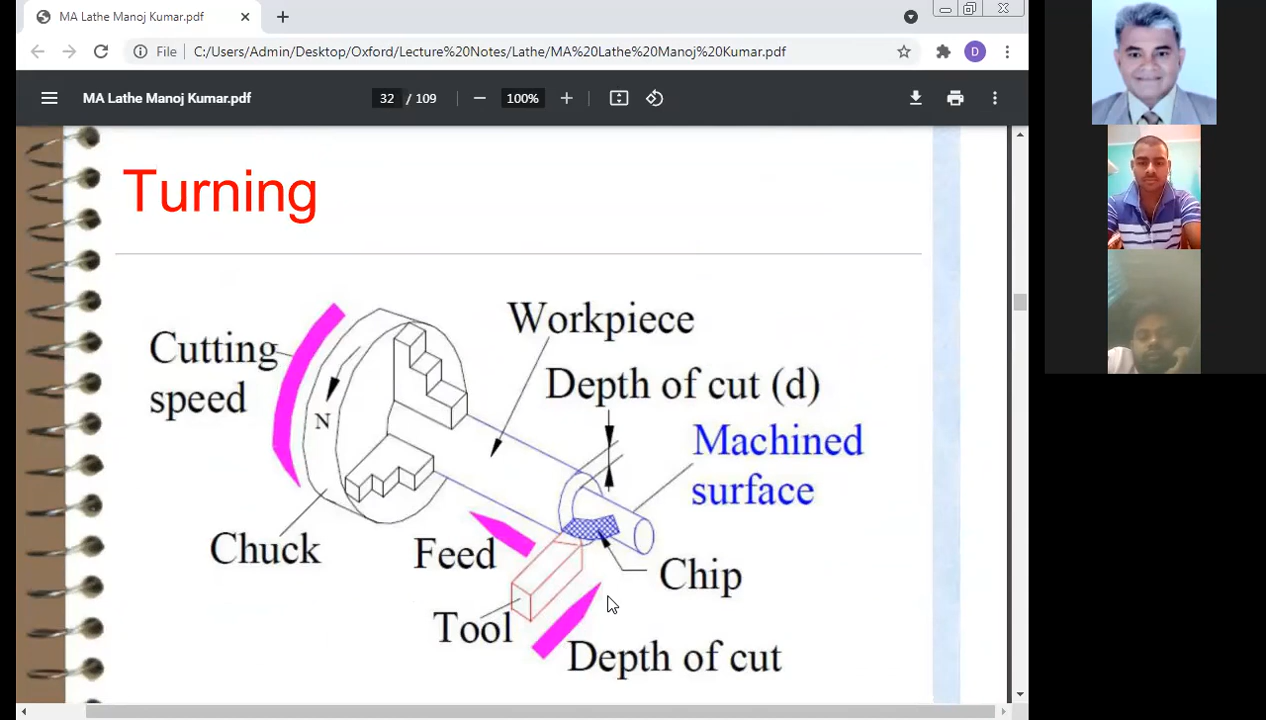 MA Lathe Manoj Kumar.pdf
File C:/Users/Admin/Desktop/Oxford/Lecture%20Notes/Lathe/MA%20Lathe%20Manoj%20Kumar.pdf
D
MA Lathe Manoj Kumar.pdf 32 / 109 100%
Turning
Workpiece
Cutting
speed
Depth of cut (d)
N
Machined
surface
Chuck
Feed
Chip
Tool
Depth of cut